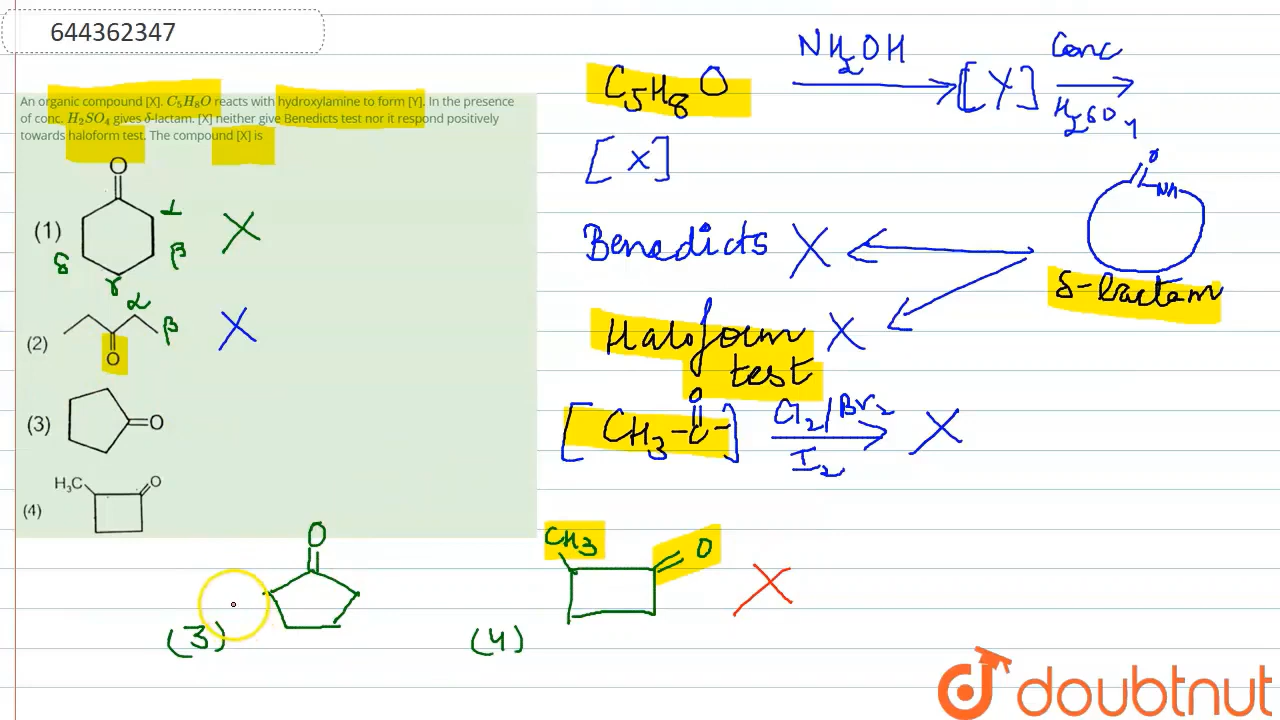 644362347
An organic compound [X]. C₅H₈O reacts with hydroxylamine to form [Y]. In the presence
of conc. H₂SO₄ gives δ-lactam. [X] neither give Benedicts test nor it respond positively
towards haloform test. The compound [X] is
O
(1) α β γ δ X
(2) α β O X
(3) O
(4) H₃C O
C₅H₈O NH₂OH [Y] Conc H₂SO₄
[X]
O
NH
Benedicts X
δ-lactam
Haloform X
test
[CH₃-C-] O Cl₂/Br₂ I₂ X
(3) O
(4) CH₃ O X
doubtnut